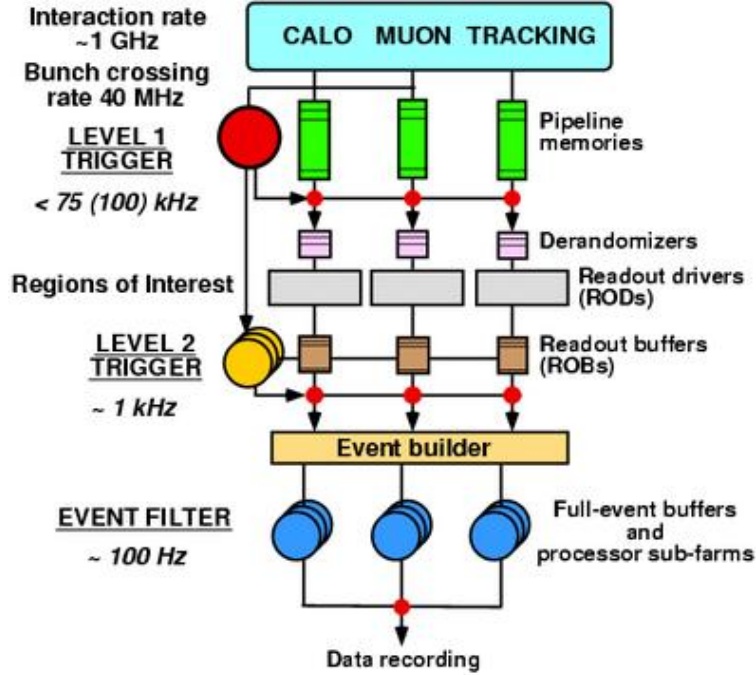 Interaction rate
~1 GHz
CALO MUON TRACKING
Bunch crossing
rate 40 MHz
Pipeline
memories
LEVEL 1
TRIGGER
< 75 (100) kHz
Derandomizers
Regions of Interest
Readout drivers
(RODs)
LEVEL 2
TRIGGER
~ 1 kHz
Readout buffers
(ROBs)
Event builder
EVENT FILTER
~ 100 Hz
Full-event buffers
and
processor sub-farms
Data recording